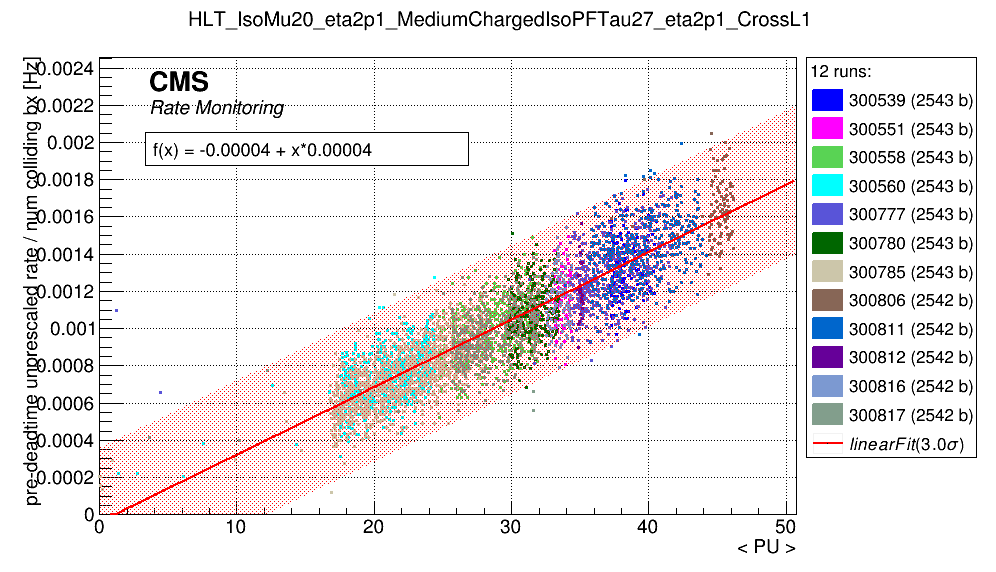 HLT_IsoMu20_eta2p1_MediumChargedIsoPFTau27_eta2p1_CrossL1
pre-deadtime unprescaled rate / num colliding bx [Hz]
CMS
Rate Monitoring
f(x) = -0.00004 + x*0.00004
0.0024
0.0022
0.002
0.0018
0.0016
0.0014
0.0012
0.001
0.0008
0.0006
0.0004
0.0002
0
0 10 20 30 40 50
< PU >
12 runs:
300539 (2543 b)
300551 (2543 b)
300558 (2543 b)
300560 (2543 b)
300777 (2543 b)
300780 (2543 b)
300785 (2543 b)
300806 (2542 b)
300811 (2542 b)
300812 (2542 b)
300816 (2542 b)
300817 (2542 b)
linearFit(3.0σ)